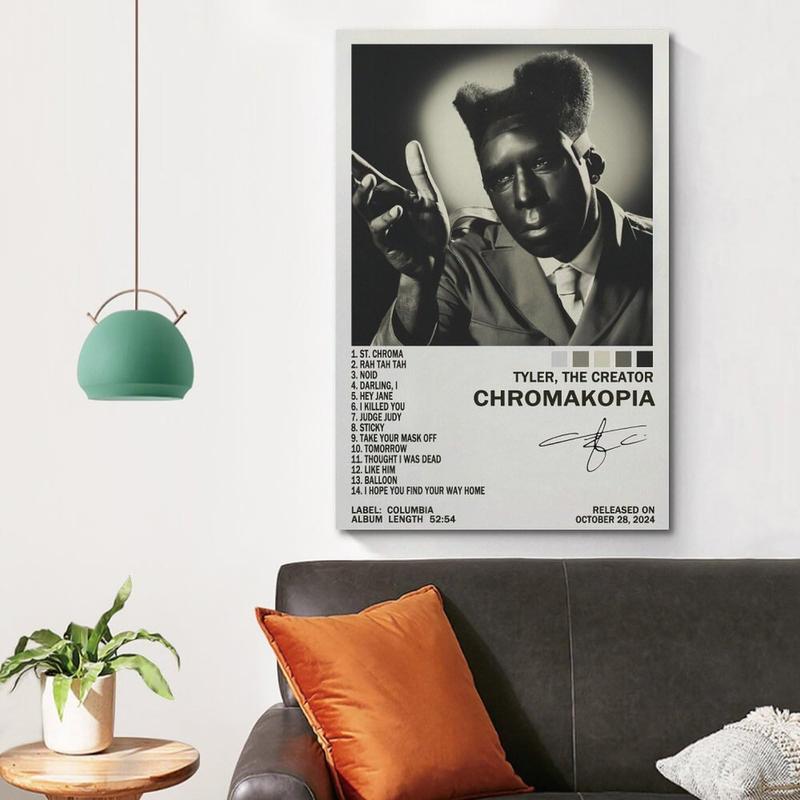 1. ST. CHROMA
2. RAH TAH TAH
3. NOID
4. DARLING, I
5. HEY JANE
6. I KILLED YOU
7. JUDGE JUDY
8. STICKY
9. TAKE YOUR MASK OFF
10. TOMORROW
11. THOUGHT I WAS DEAD
12. LIKE HIM
13. BALLOON
14. I HOPE YOU FIND YOUR WAY HOME
LABEL: COLUMBIA
ALBUM LENGTH 52:54
TYLER, THE CREATOR
CHROMAKOPIA
RELEASED ON
OCTOBER 28, 2024